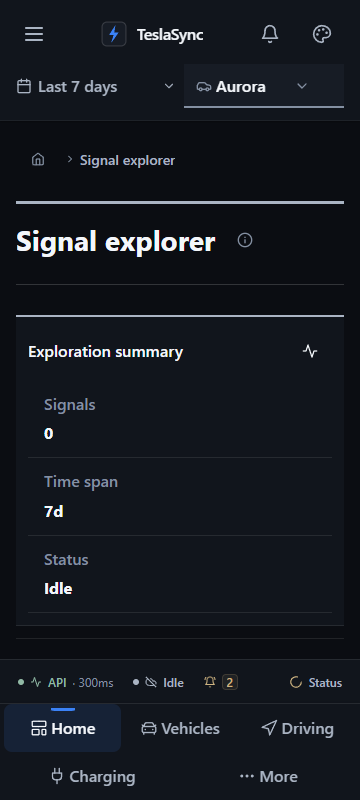 TeslaSync
Last 7 days
Aurora
Signal explorer
Signal explorer
Exploration summary
Signals
0
Time span
7d
Status
Idle
API · 300ms
Idle
2
Status
Home
Vehicles
Driving
Charging
More